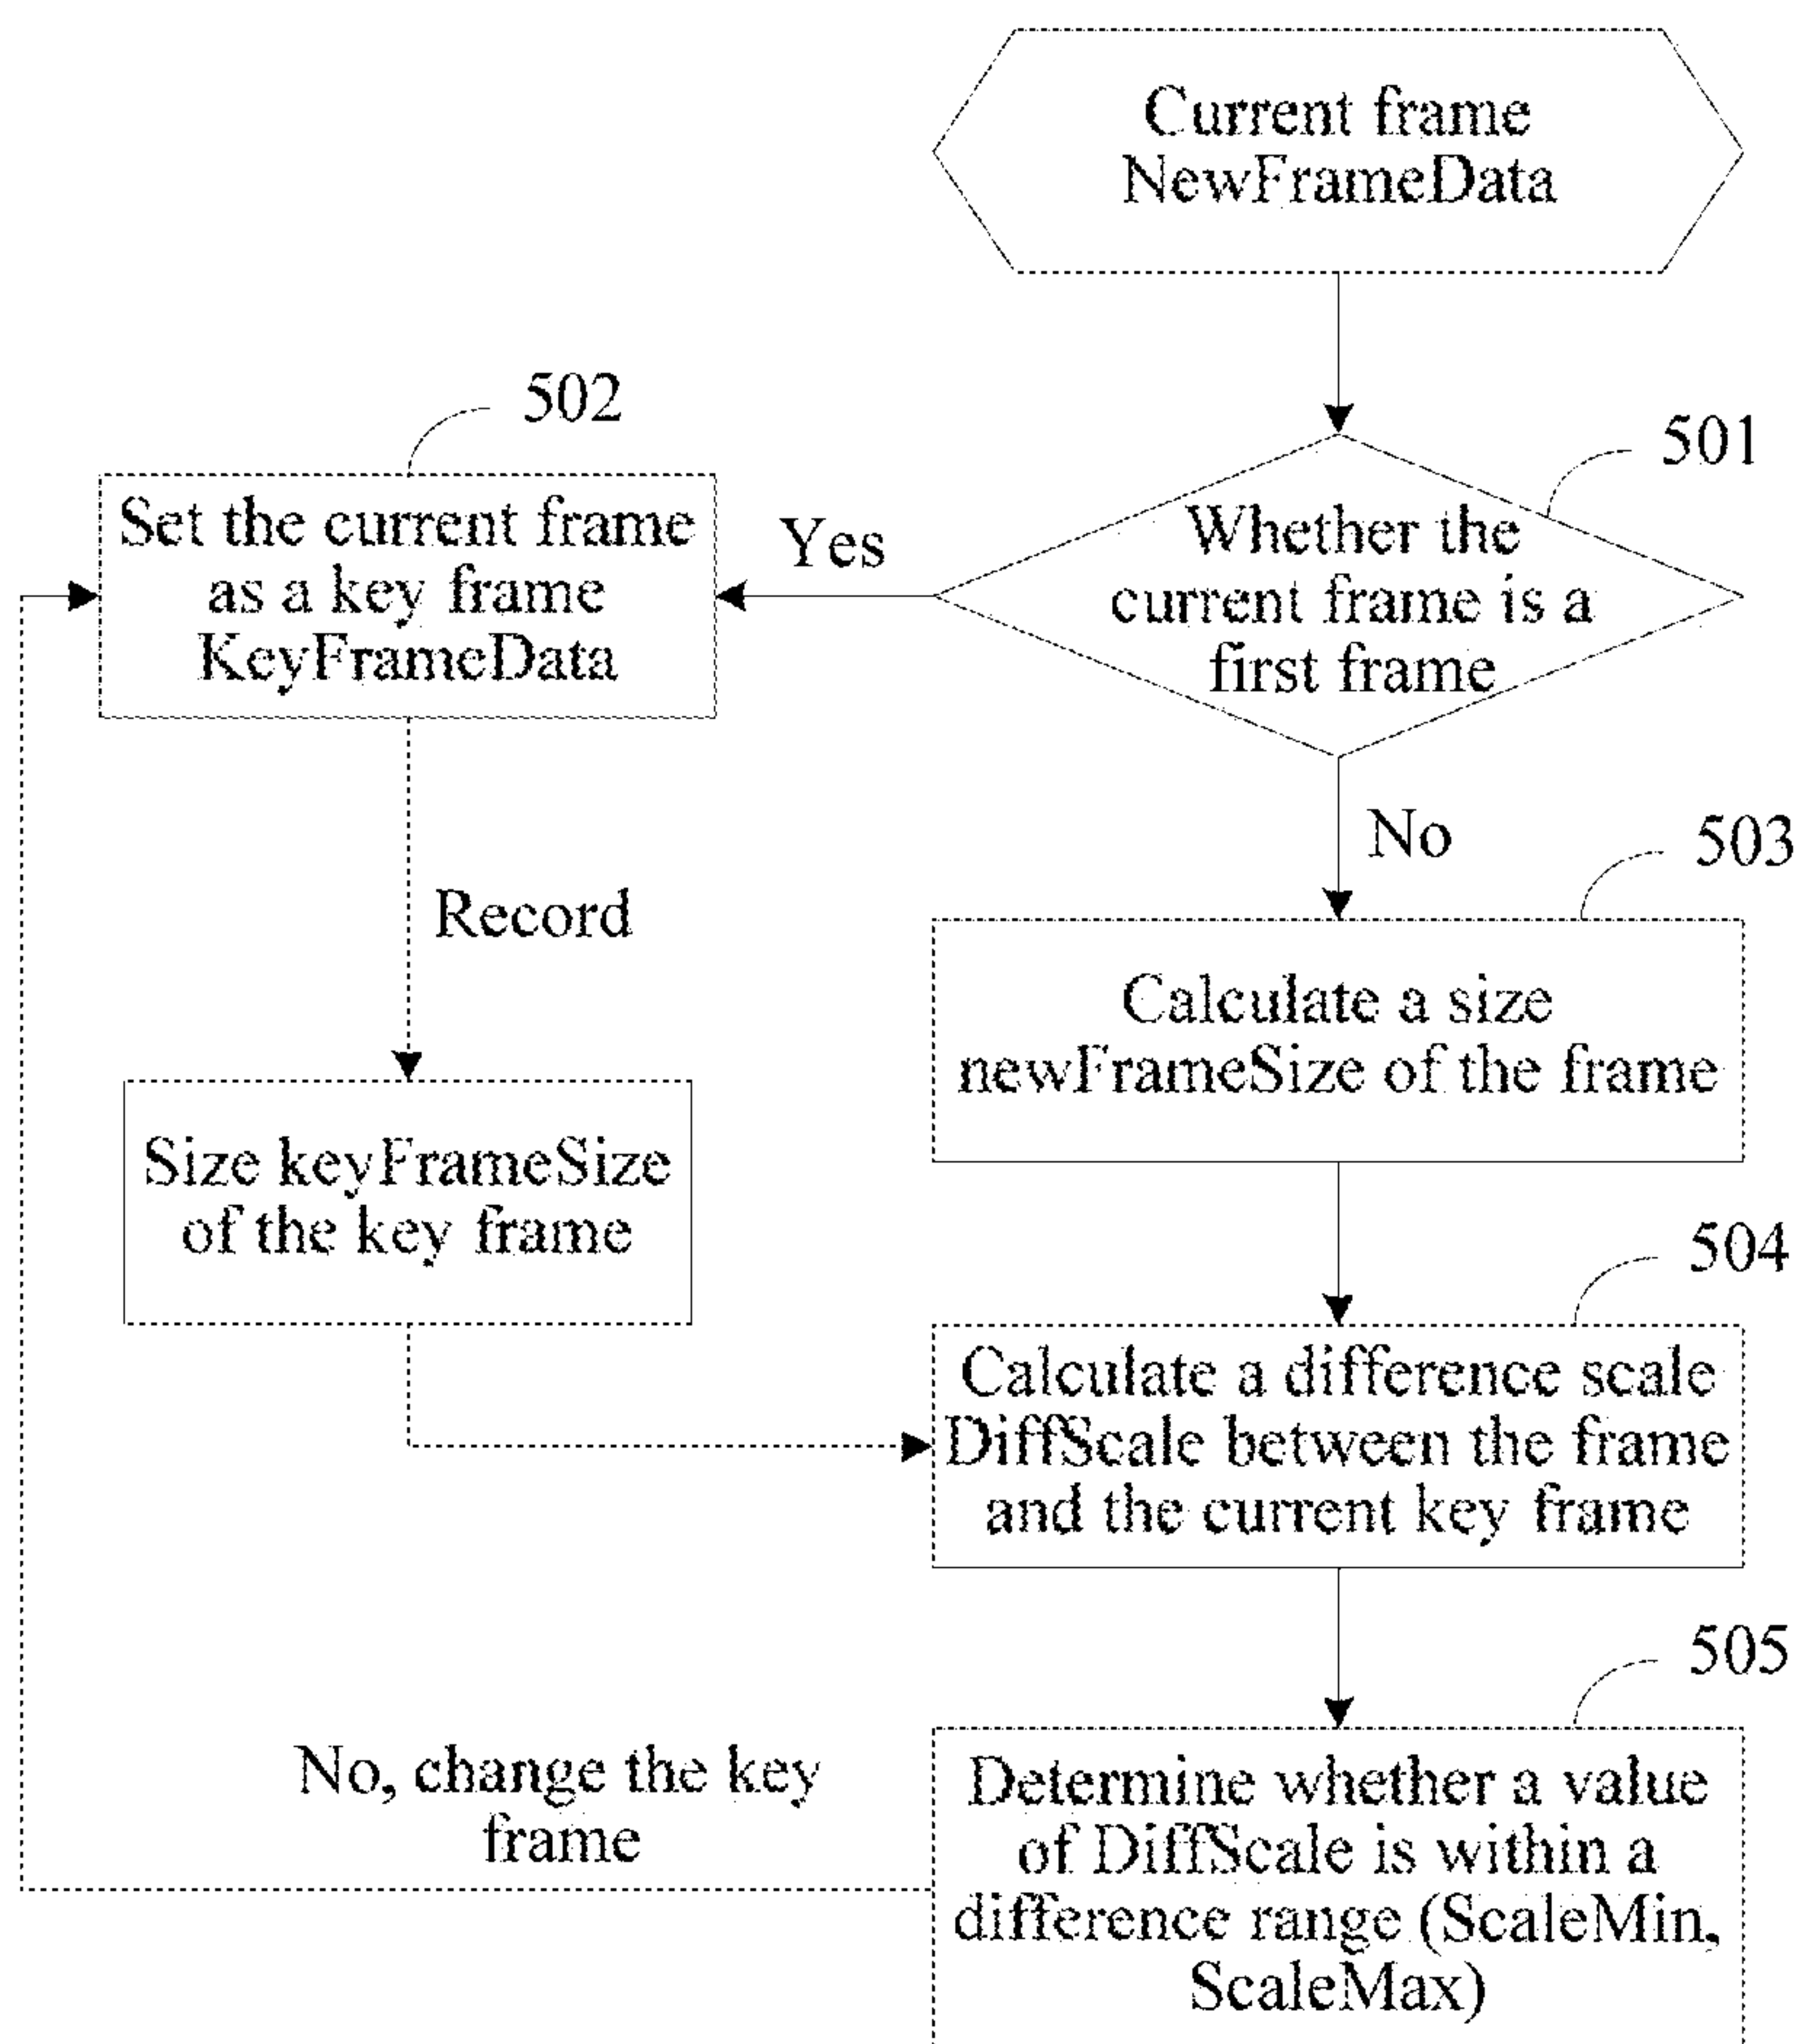 Current frame
NewFrameData
502
501
Set the current frame
as a key frame
KeyFrameData
Yes
Whether the
current frame is a
first frame
No
503
Record
Calculate a size
newFrameSize of the frame
Size keyFrameSize
of the key frame
504
Calculate a difference scale
DiffScale between the frame
and the current key frame
505
No, change the key
frame
Determine whether a value
of DiffScale is within a
difference range (ScaleMin,
ScaleMax)